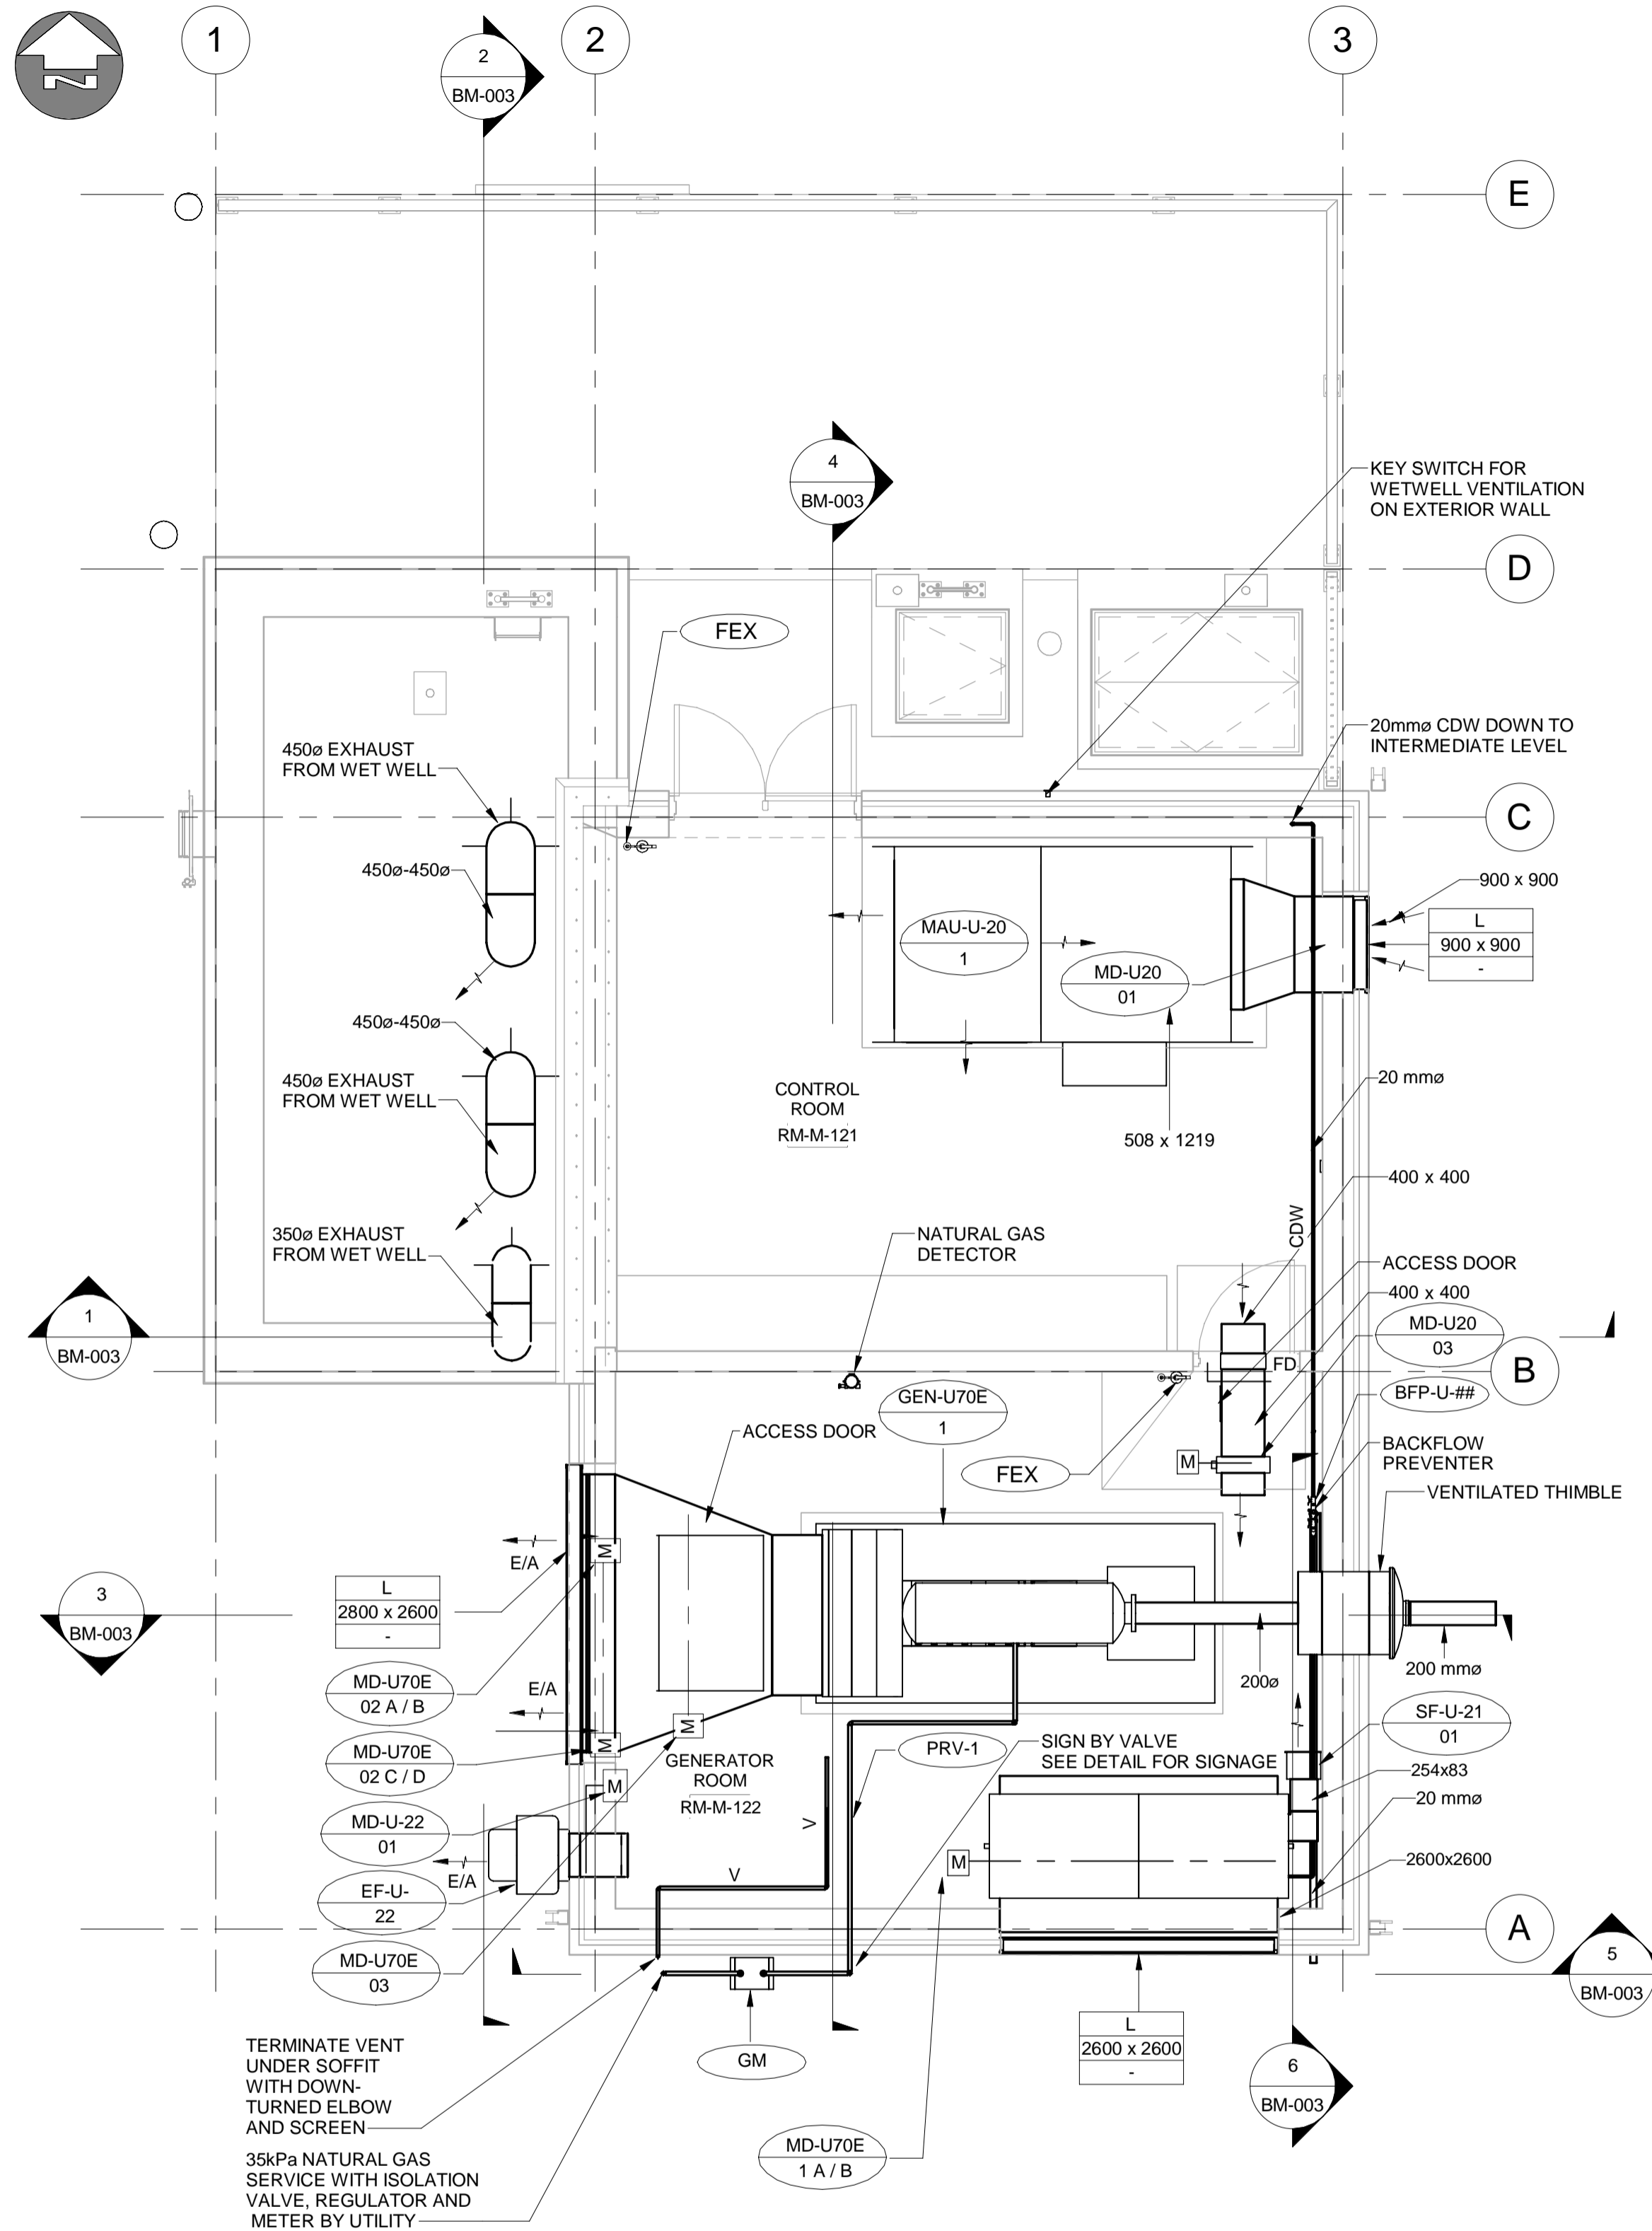 N
1
2
3
2
BM-003
E
4
BM-003
KEY SWITCH FOR
WETWELL VENTILATION
ON EXTERIOR WALL
D
FEX
20mmø CDW DOWN TO
INTERMEDIATE LEVEL
450ø EXHAUST
FROM WET WELL
C
450ø-450ø
900 x 900
L
900 x 900
-
MAU-U-20
1
MD-U20
01
450ø-450ø
450ø EXHAUST
FROM WET WELL
20 mmø
CONTROL
ROOM
RM-M-121
508 x 1219
400 x 400
CDW
350ø EXHAUST
FROM WET WELL
NATURAL GAS
DETECTOR
ACCESS DOOR
400 x 400
1
BM-003
MD-U20
03
FD
B
GEN-U70E
1
BFP-U-##
ACCESS DOOR
FEX
M
BACKFLOW
PREVENTER
VENTILATED THIMBLE
M
E/A
L
2800 x 2600
-
3
BM-003
200ø
200 mmø
MD-U70E
02 A / B
E/A
M
M
SF-U-21
01
PRV-1
SIGN BY VALVE
SEE DETAIL FOR SIGNAGE
MD-U70E
02 C / D
GENERATOR
ROOM
RM-M-122
254x83
M
20 mmø
MD-U-22
01
V
V
M
2600x2600
E/A
EF-U-
22
A
MD-U70E
03
5
BM-003
L
2600 x 2600
-
GM
6
BM-003
TERMINATE VENT
UNDER SOFFIT
WITH DOWN-
TURNED ELBOW
AND SCREEN
MD-U70E
1 A / B
35kPa NATURAL GAS
SERVICE WITH ISOLATION
VALVE, REGULATOR AND
METER BY UTILITY